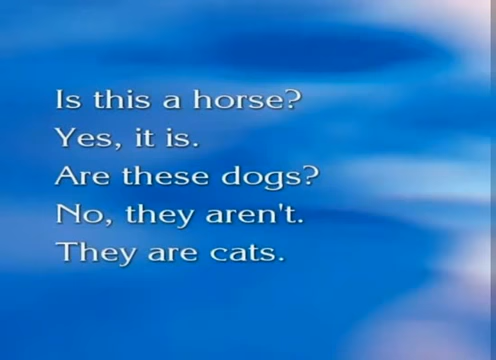 Is this a horse?
Yes, it is.
Are these dogs?
No, they aren't.
They are cats.